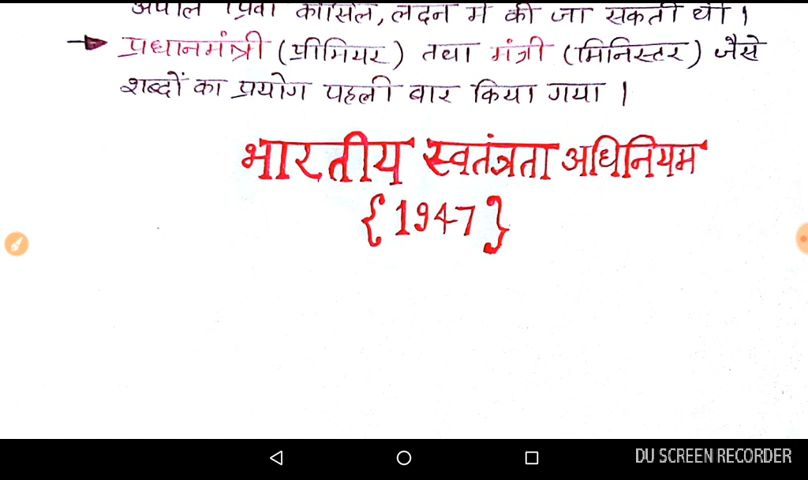 अपील प्रिवी कौंसिल, लंदन में की जा सकती थी।
→ प्रधानमंत्री (प्रीमियर) तथा मंत्री (मिनिस्टर) जैसे
शब्दों का प्रयोग पहली बार किया गया।
भारतीय स्वतंत्रता अधिनियम
{1947}
DU SCREEN RECORDER